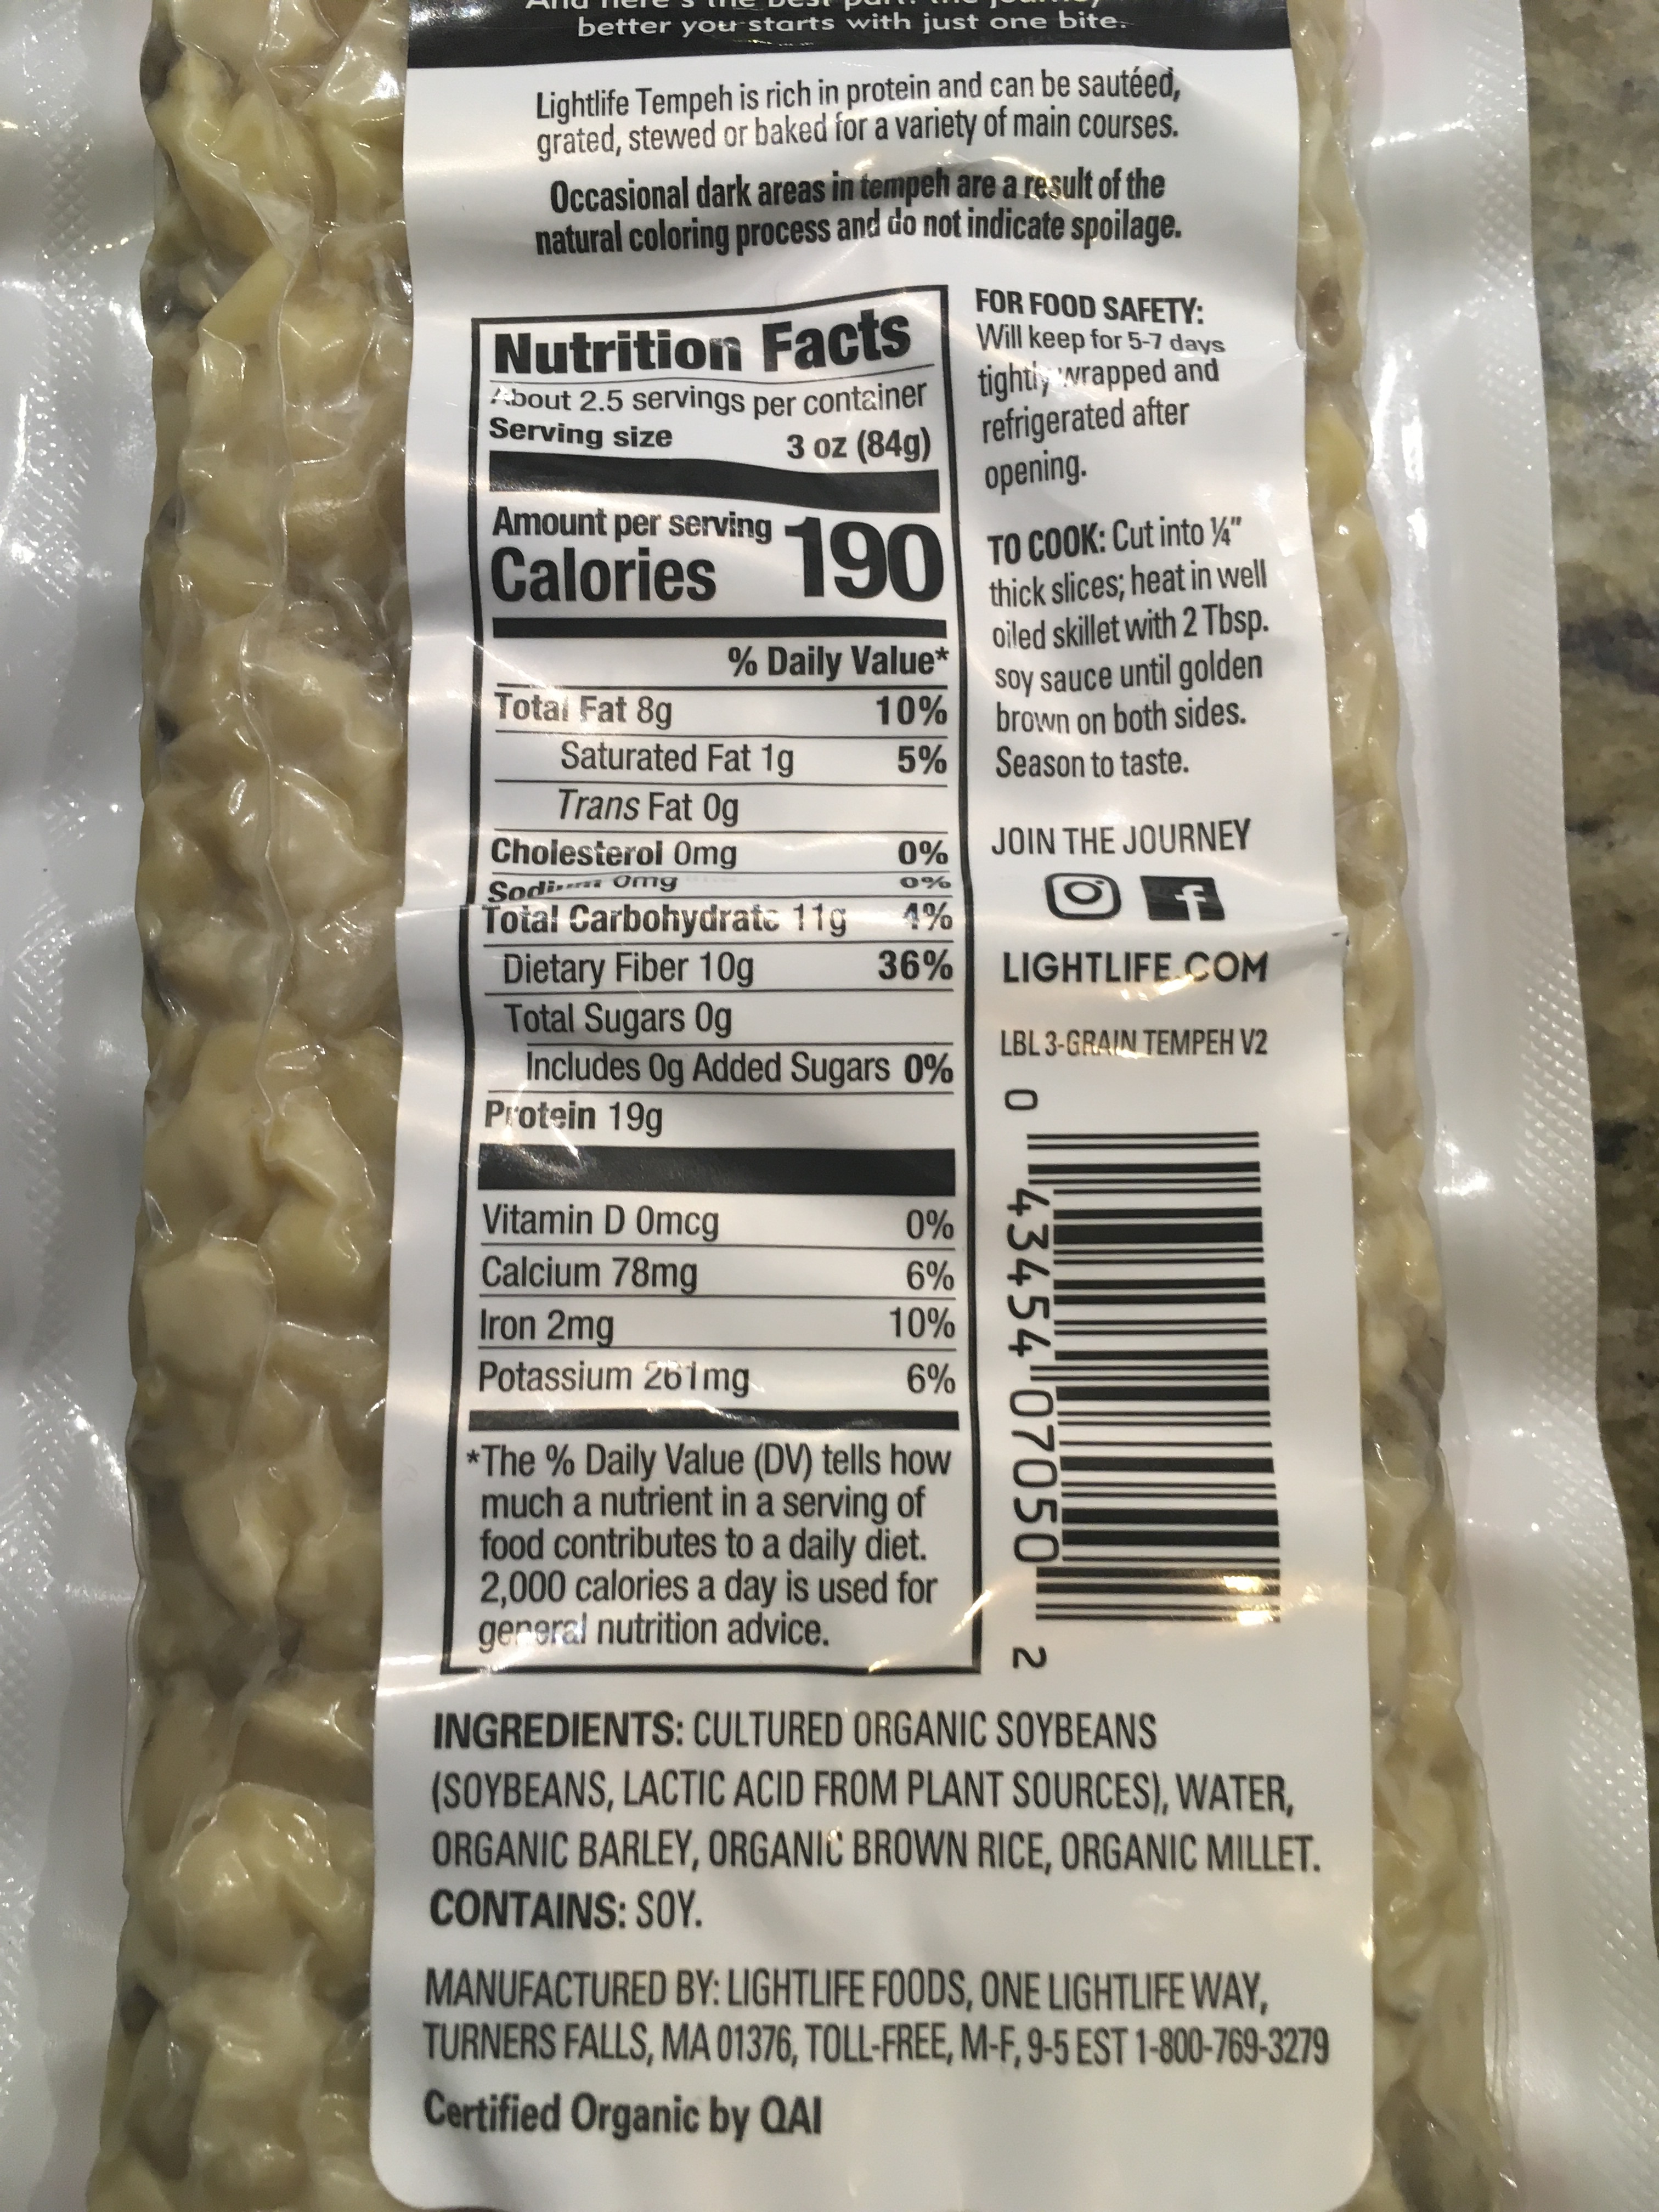 better you starts with just one bite.
Lightlife Tempeh is rich in protein and can be sautéed,
grated, stewed or baked for a variety of main courses.
Occasional dark areas in tempeh are a result of the
natural coloring process and do not indicate spoilage.
Nutrition Facts
About 2.5 servings per container
Serving size 3 oz (84g)
Amount per serving
Calories 190
% Daily Value*
Total Fat 8g 10%
Saturated Fat 1g 5%
Trans Fat 0g
Cholesterol 0mg 0%
Sodium 0mg 0%
Total Carbohydrate 11g 4%
Dietary Fiber 10g 36%
Total Sugars 0g
Includes 0g Added Sugars 0%
Protein 19g
Vitamin D 0mcg 0%
Calcium 78mg 6%
Iron 2mg 10%
Potassium 261mg 6%
*The % Daily Value (DV) tells how
much a nutrient in a serving of
food contributes to a daily diet.
2,000 calories a day is used for
general nutrition advice.
FOR FOOD SAFETY:
Will keep for 5-7 days
tightly wrapped and
refrigerated after
opening.
TO COOK: Cut into ¼"
thick slices; heat in well
oiled skillet with 2 Tbsp.
soy sauce until golden
brown on both sides.
Season to taste.
JOIN THE JOURNEY
LIGHTLIFE.COM
LBL 3-GRAIN TEMPEH V2
0 43454 07050 2
INGREDIENTS: CULTURED ORGANIC SOYBEANS
(SOYBEANS, LACTIC ACID FROM PLANT SOURCES), WATER,
ORGANIC BARLEY, ORGANIC BROWN RICE, ORGANIC MILLET.
CONTAINS: SOY.
MANUFACTURED BY: LIGHTLIFE FOODS, ONE LIGHTLIFE WAY,
TURNERS FALLS, MA 01376, TOLL-FREE, M-F, 9-5 EST 1-800-769-3279
Certified Organic by QAI